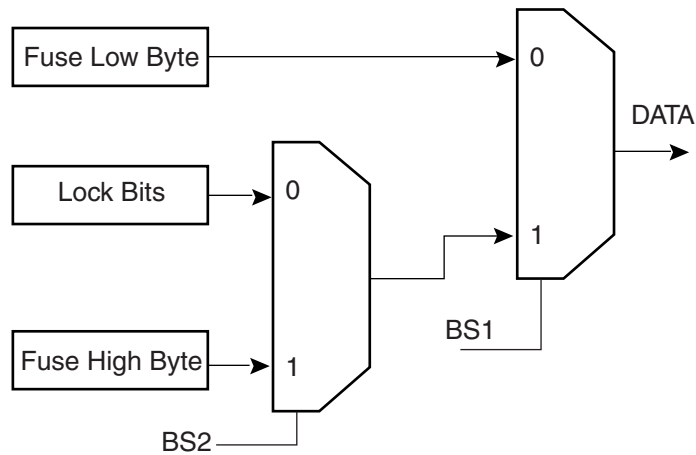 Fuse Low Byte
0
DATA
Lock Bits
0
1
BS1
Fuse High Byte
1
BS2